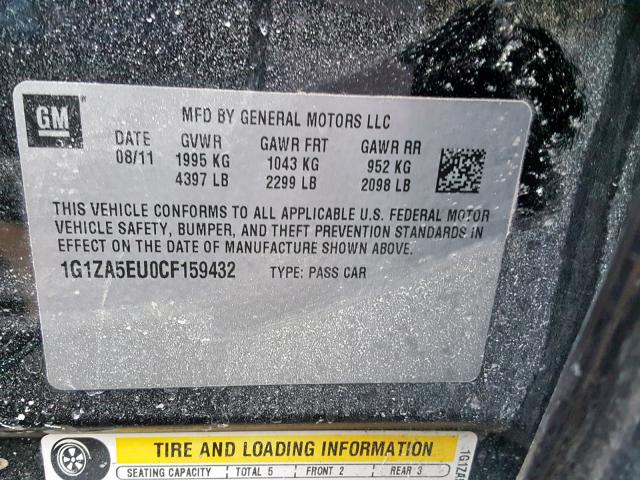 GM
MFD BY GENERAL MOTORS LLC
DATE GVWR GAWR FRT GAWR RR
08/11 1995 KG 1043 KG 952 KG
4397 LB 2299 LB 2098 LB
THIS VEHICLE CONFORMS TO ALL APPLICABLE U.S. FEDERAL MOTOR
VEHICLE SAFETY, BUMPER, AND THEFT PREVENTION STANDARDS IN
EFFECT ON THE DATE OF MANUFACTURE SHOWN ABOVE.
1G1ZA5EU0CF159432 TYPE: PASS CAR
TIRE AND LOADING INFORMATION
SEATING CAPACITY TOTAL 5 FRONT 2 REAR 3
1G1ZA